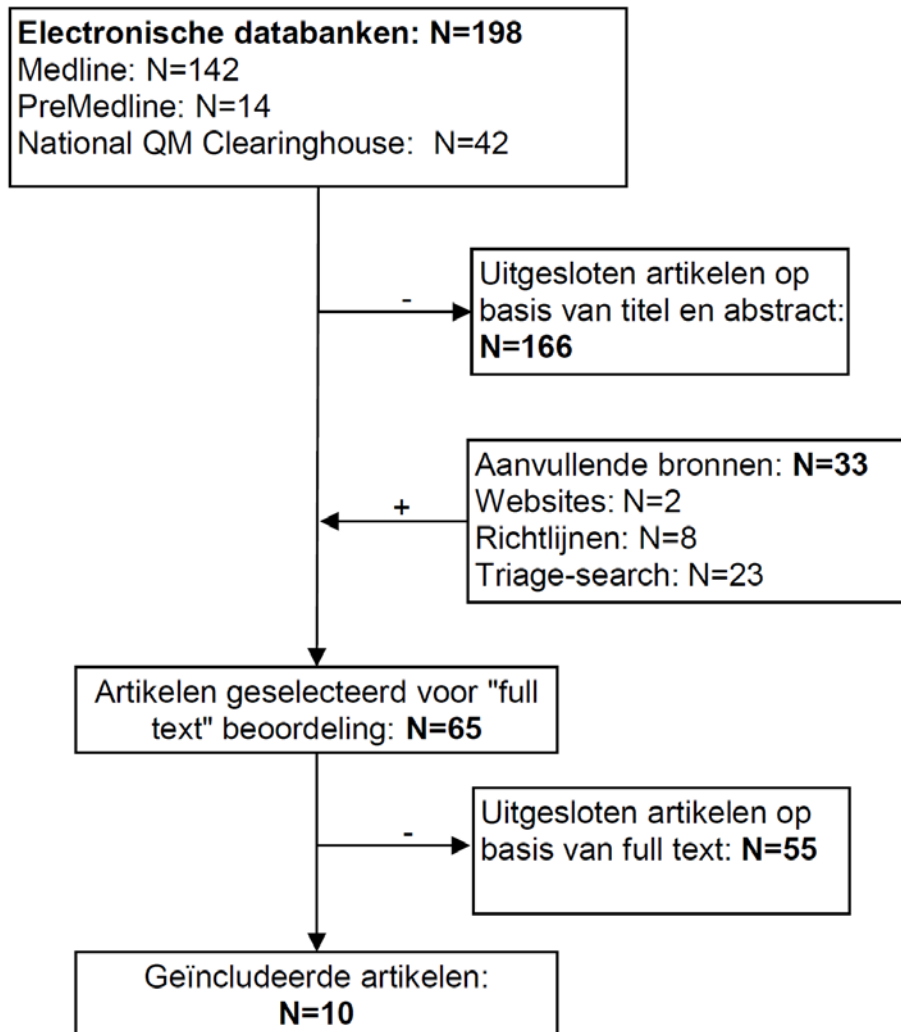 Electronische databanken: N=198
Medline: N=142
PreMedline: N=14
National QM Clearinghouse: N=42
-
Uitgesloten artikelen op
basis van titel en abstract:
N=166
Aanvullende bronnen: N=33
Websites: N=2
Richtlijnen: N=8
Triage-search: N=23
+
Artikelen geselecteerd voor "full
text" beoordeling: N=65
-
Uitgesloten artikelen op
basis van full text: N=55
Geïncludeerde artikelen:
N=10